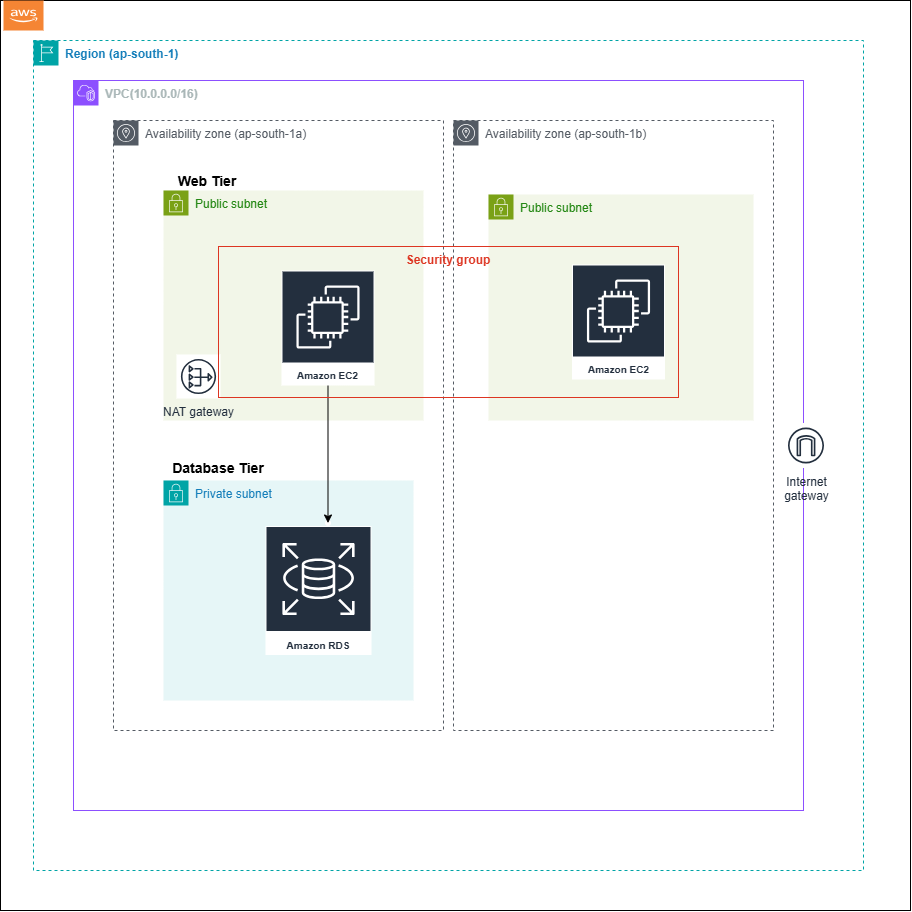 aws
Region (ap-south-1)
VPC(10.0.0.0/16)
Availability zone (ap-south-1a)
Availability zone (ap-south-1b)
Web Tier
Public subnet
Public subnet
Security group
Amazon EC2
Amazon EC2
NAT gateway
Internet
gateway
Database Tier
Private subnet
Amazon RDS